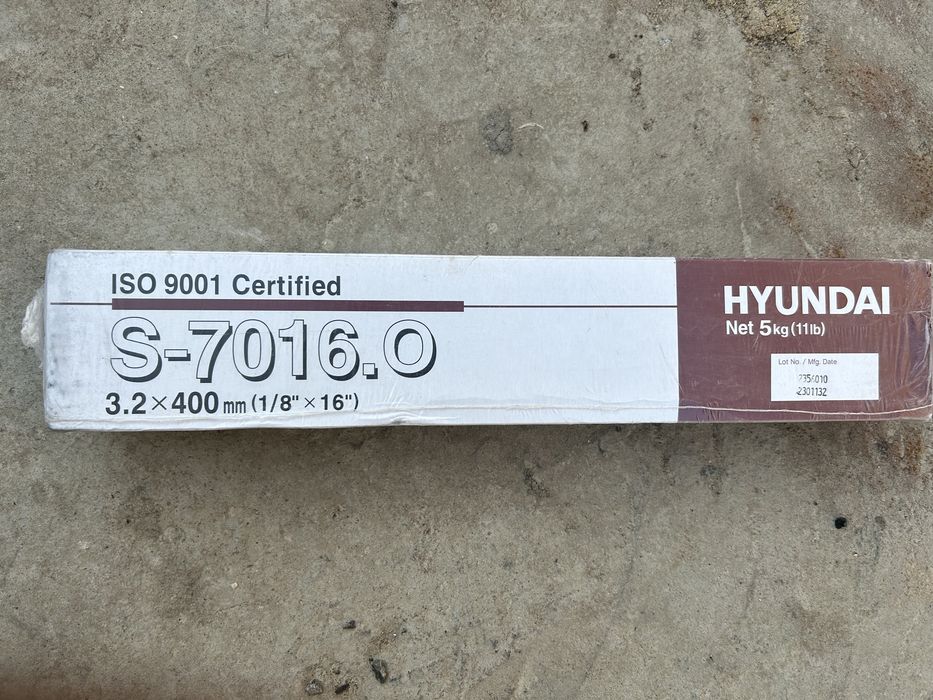 ISO 9001 Certified
S-7016.O
3.2×400 mm (1/8"×16")
HYUNDAI
Net 5kg (11lb)
Lot No. / Mfg. Date
2301132